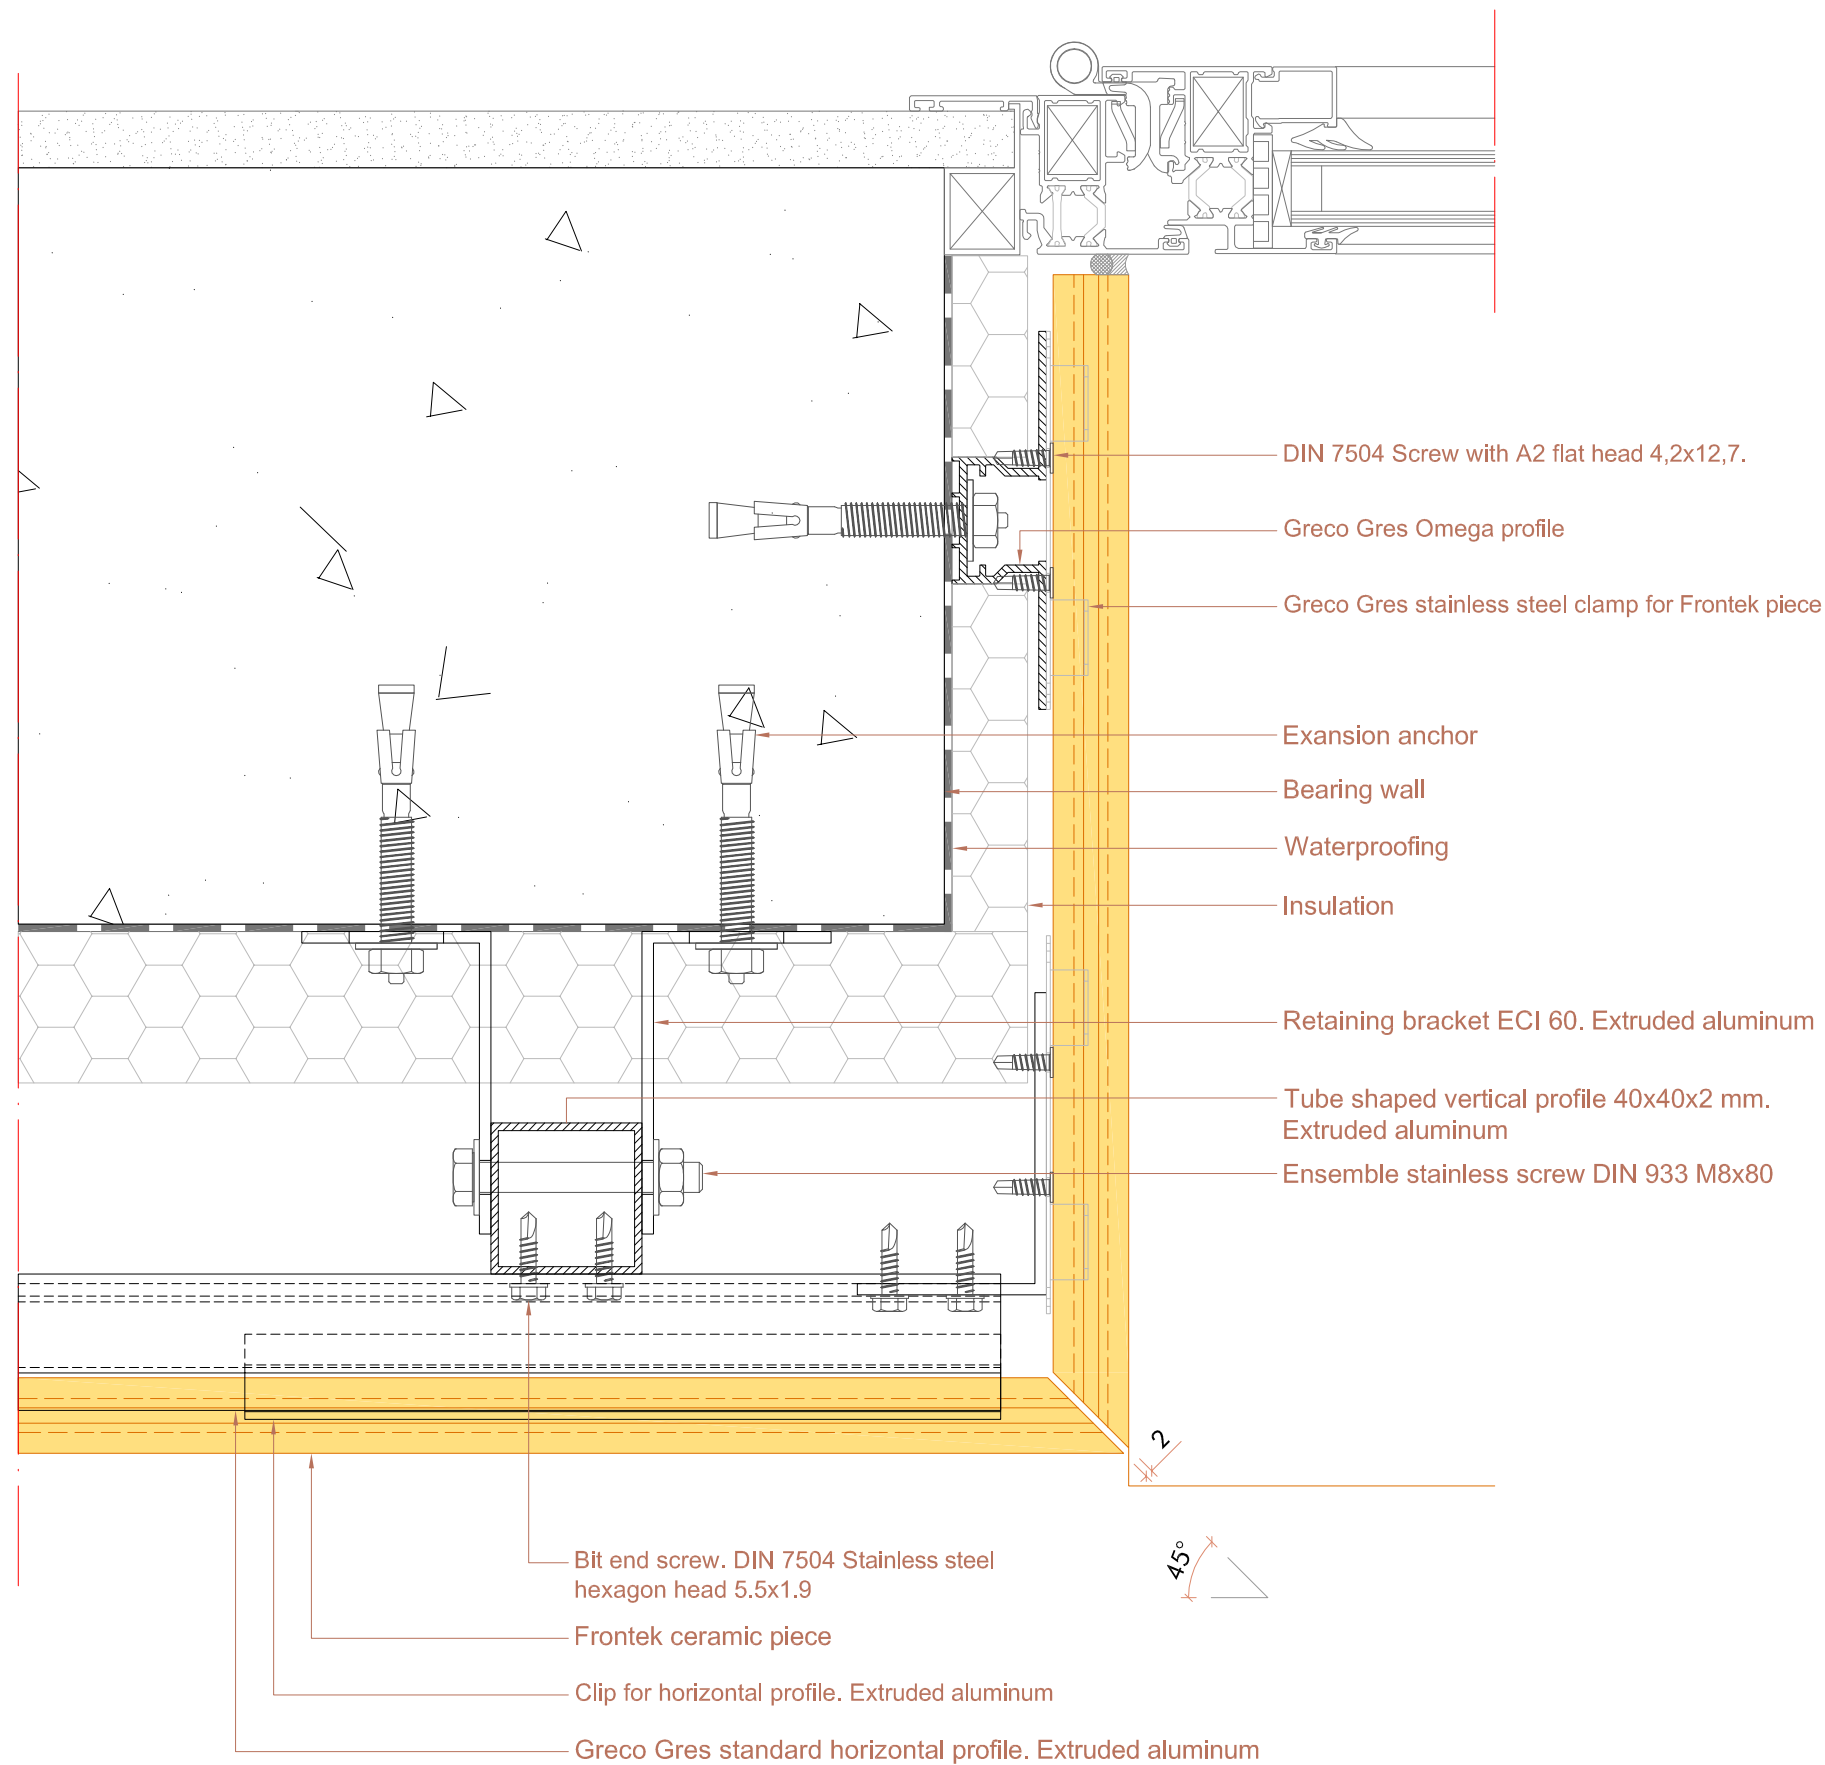 DIN 7504 Screw with A2 flat head 4,2x12,7.
Greco Gres Omega profile
Greco Gres stainless steel clamp for Frontek piece
Exansion anchor
Bearing wall
Waterproofing
Insulation
Retaining bracket ECI 60. Extruded aluminum
Tube shaped vertical profile 40x40x2 mm.
Extruded aluminum
Ensemble stainless screw DIN 933 M8x80
2
45°
Bit end screw. DIN 7504 Stainless steel
hexagon head 5.5x1.9
Frontek ceramic piece
Clip for horizontal profile. Extruded aluminum
Greco Gres standard horizontal profile. Extruded aluminum